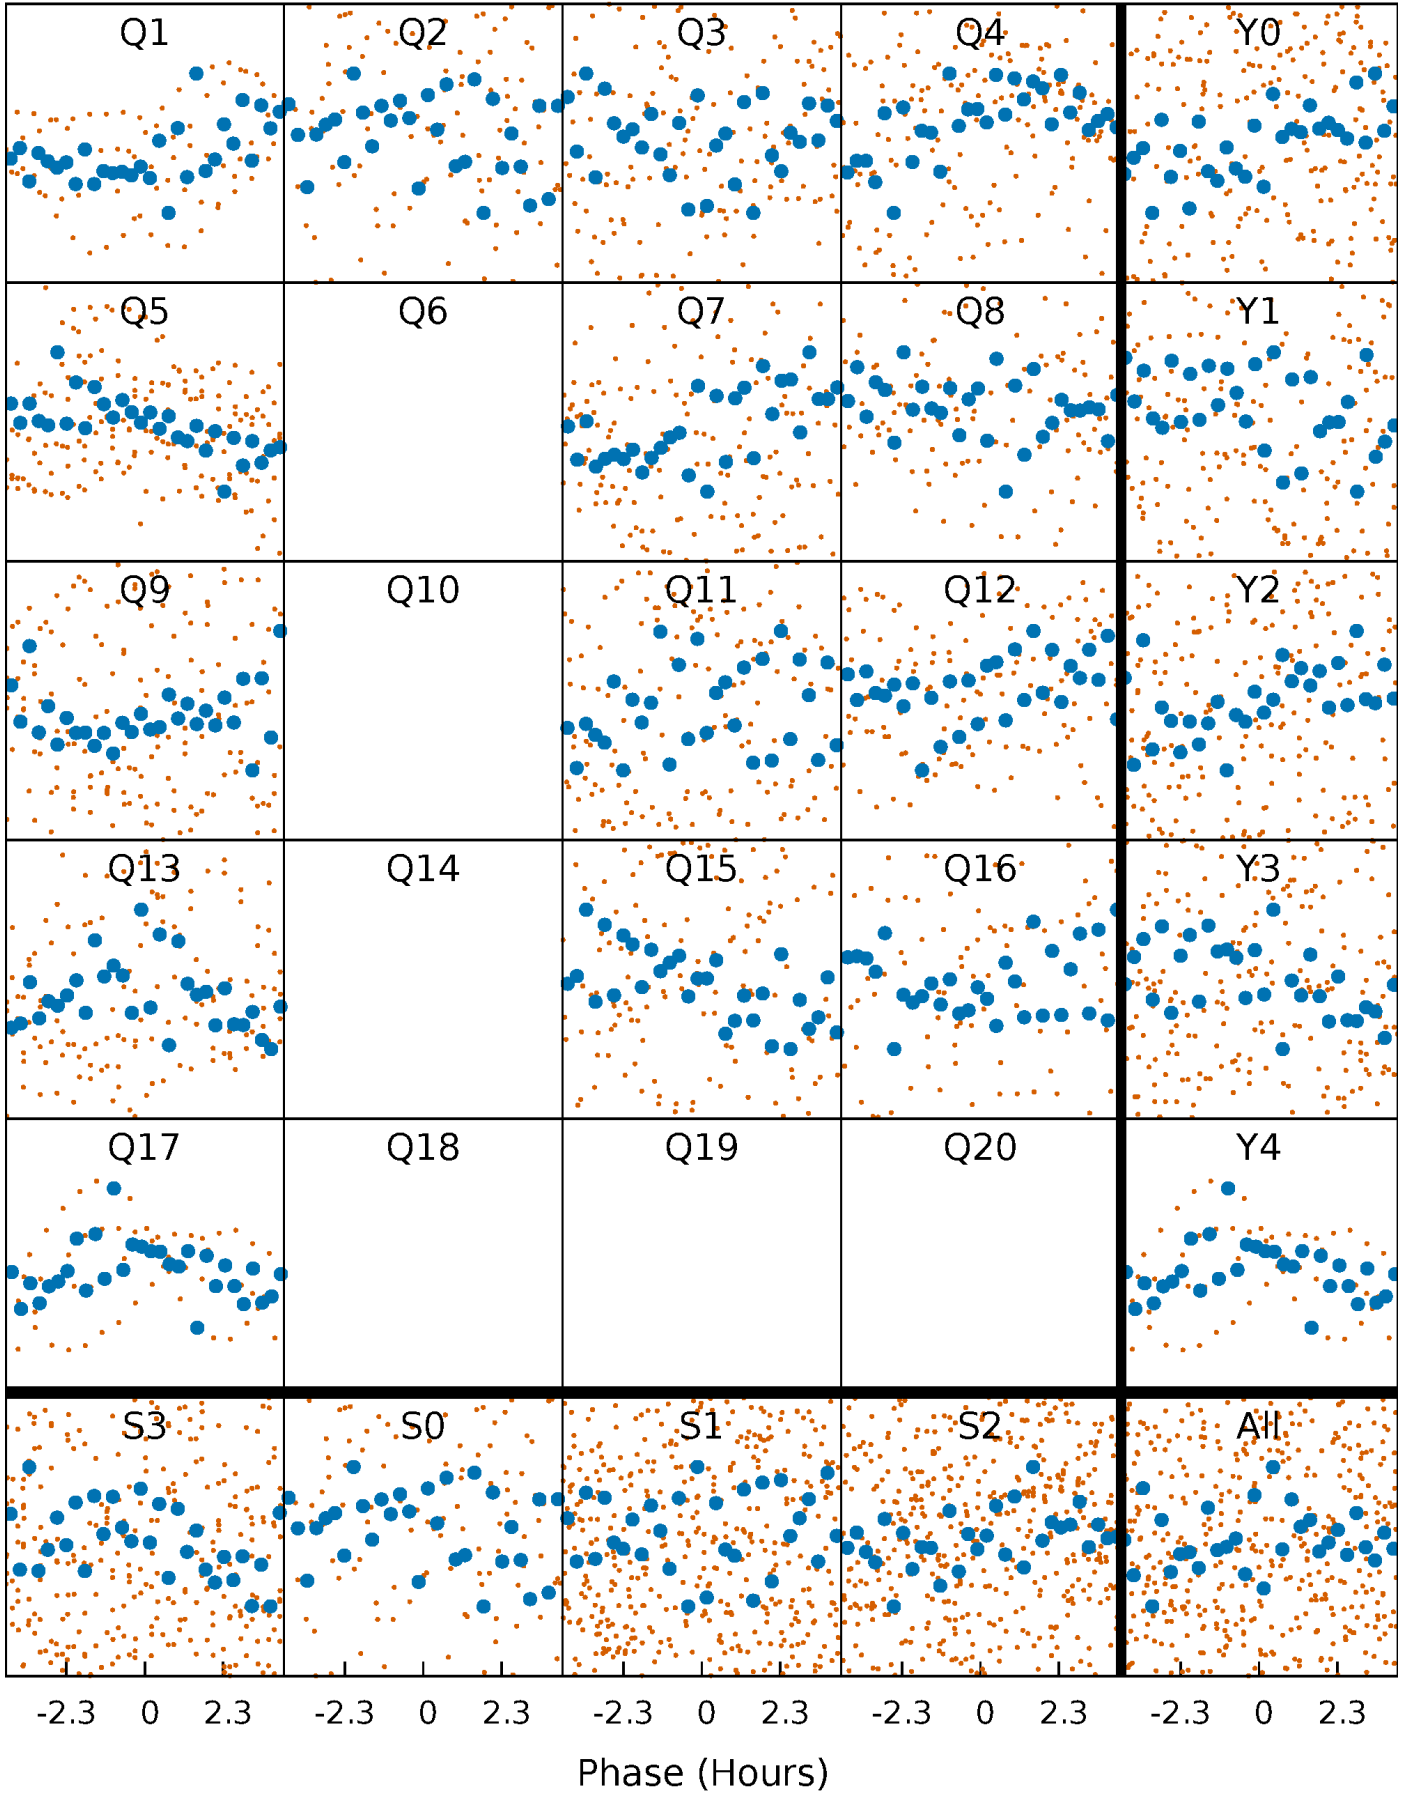 Q1 Q2 Q3 Q4 Y0
Q5 Q6 Q7 Q8 Y1
Q9 Q10 Q11 Q12 Y2
Q13 Q14 Q15 Q16 Y3
Q17 Q18 Q19 Q20 Y4
S3 S0 S1 S2 All
-2.3 0 2.3 -2.3 0 2.3 -2.3 0 2.3 -2.3 0 2.3 -2.3 0 2.3
Phase (Hours)